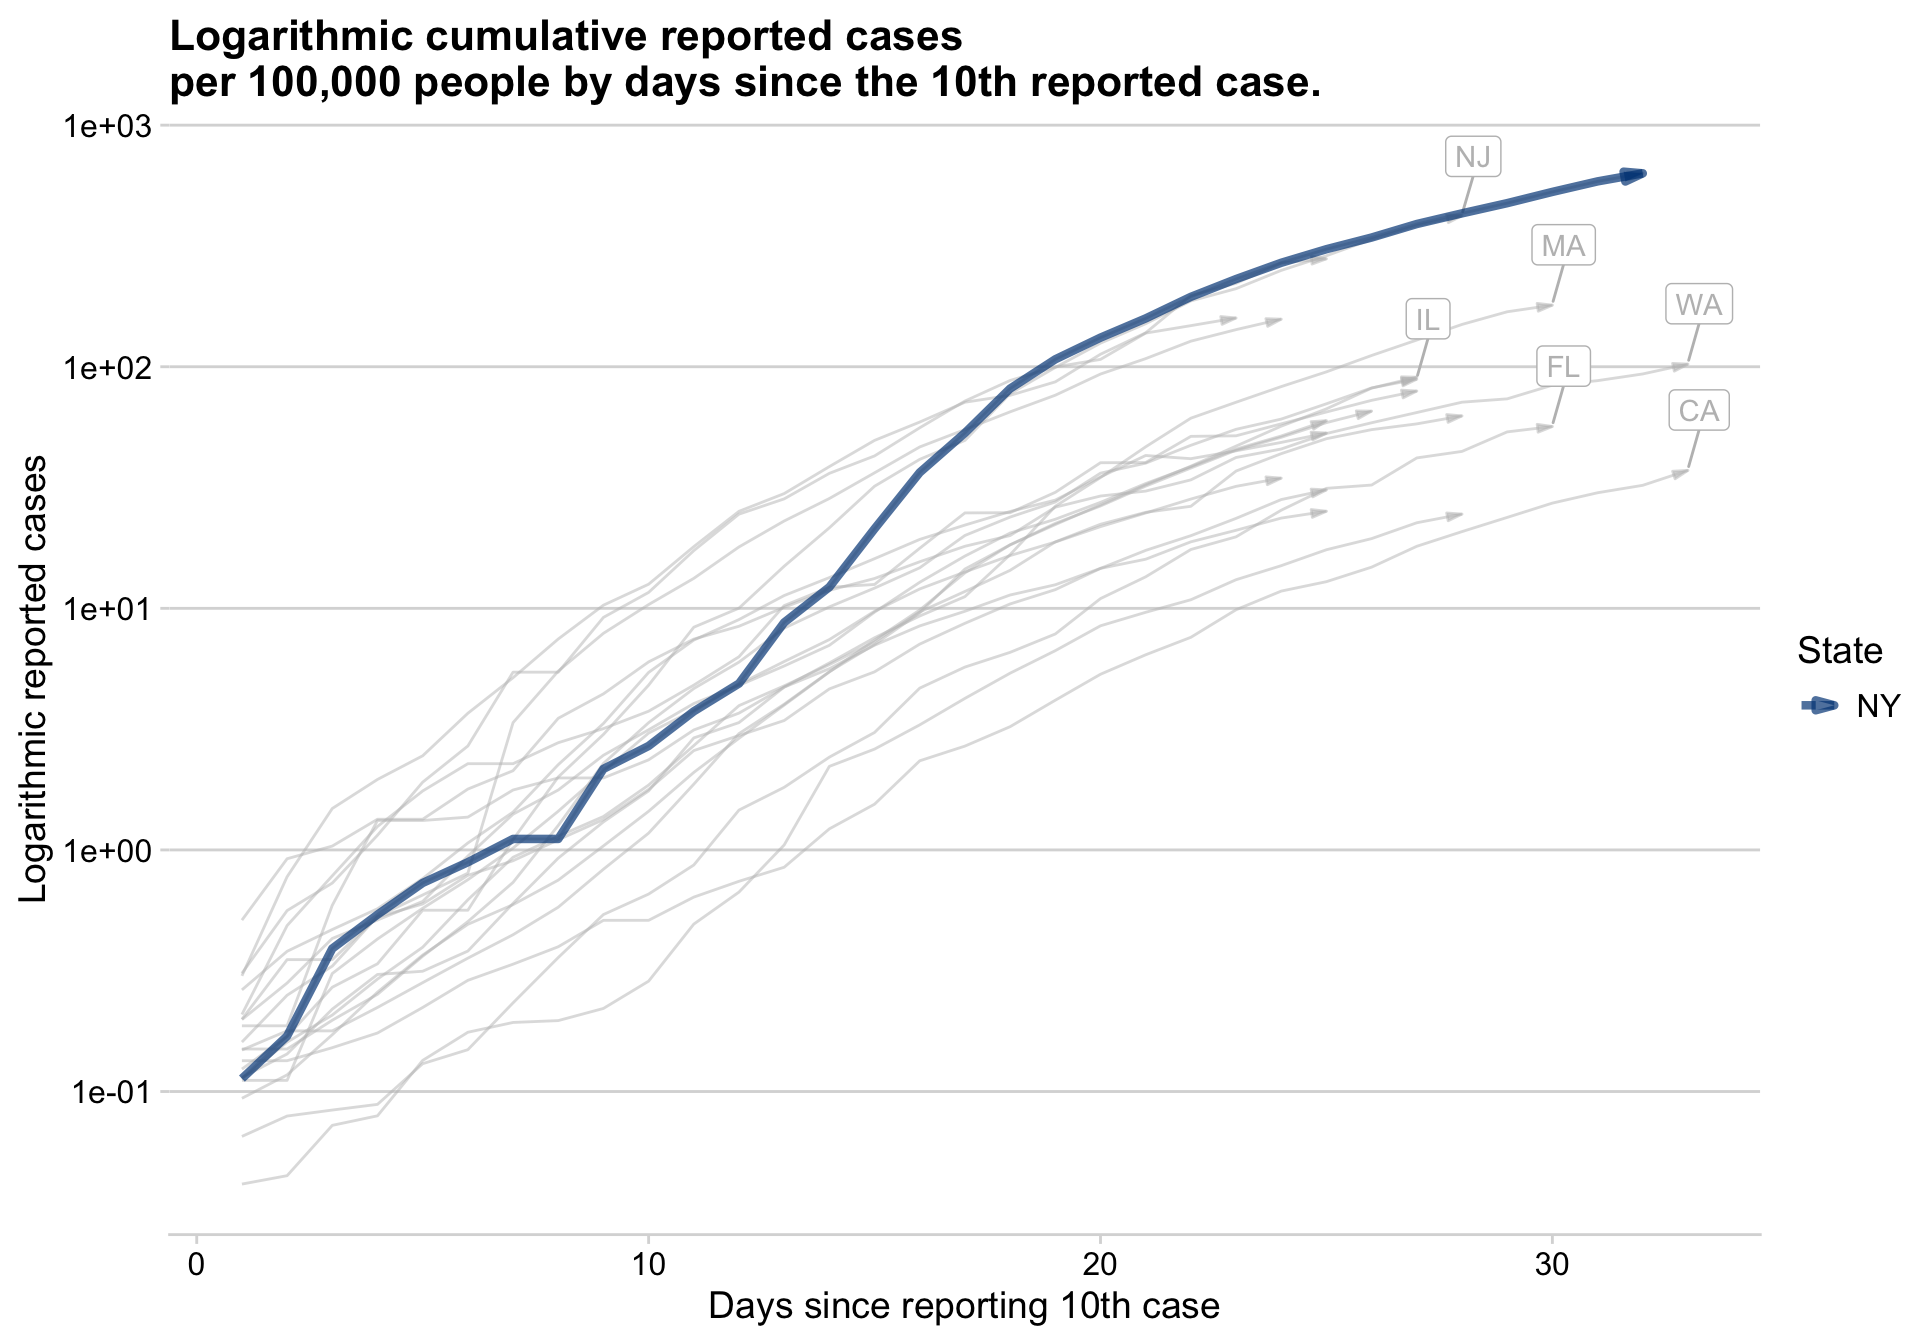 Logarithmic cumulative reported cases
per 100,000 people by days since the 10th reported case.
1e+03
1e+02
1e+01
1e+00
1e-01
Logarithmic reported cases
NJ
MA
WA
IL
FL
CA
State
NY
0
10
20
30
Days since reporting 10th case